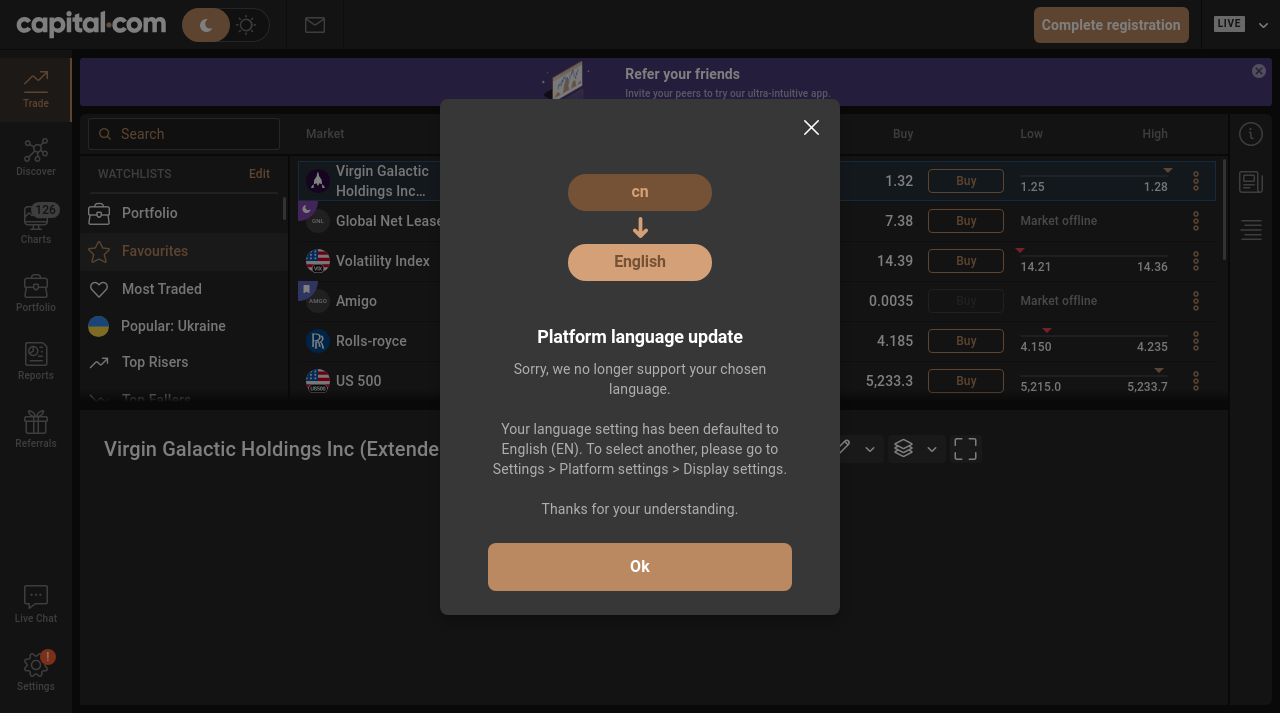 capital.com
Complete registration
LIVE
Refer your friends
Invite your peers to try our ultra-intuitive app.
Trade
Discover
126
Charts
Portfolio
Reports
Referrals
Live Chat
!
Settings
Search
WATCHLISTS
Edit
Portfolio
Favourites
Most Traded
Popular: Ukraine
Top Risers
Top Fallers
Market
Buy
Low
High
Virgin Galactic
Holdings Inc…
1.32
Buy
1.25
1.28
GNL
Global Net Lease
7.38
Buy
Market offline
VIX
Volatility Index
14.39
Buy
14.21
14.36
AMIGO
Amigo
0.0035
Buy
Market offline
Rolls-royce
4.185
Buy
4.150
4.235
US500
US 500
5,233.3
Buy
5,215.0
5,233.7
Virgin Galactic Holdings Inc (Extende
cn
English
Platform language update
Sorry, we no longer support your chosen
language.
Your language setting has been defaulted to
English (EN). To select another, please go to
Settings > Platform settings > Display settings.
Thanks for your understanding.
Ok